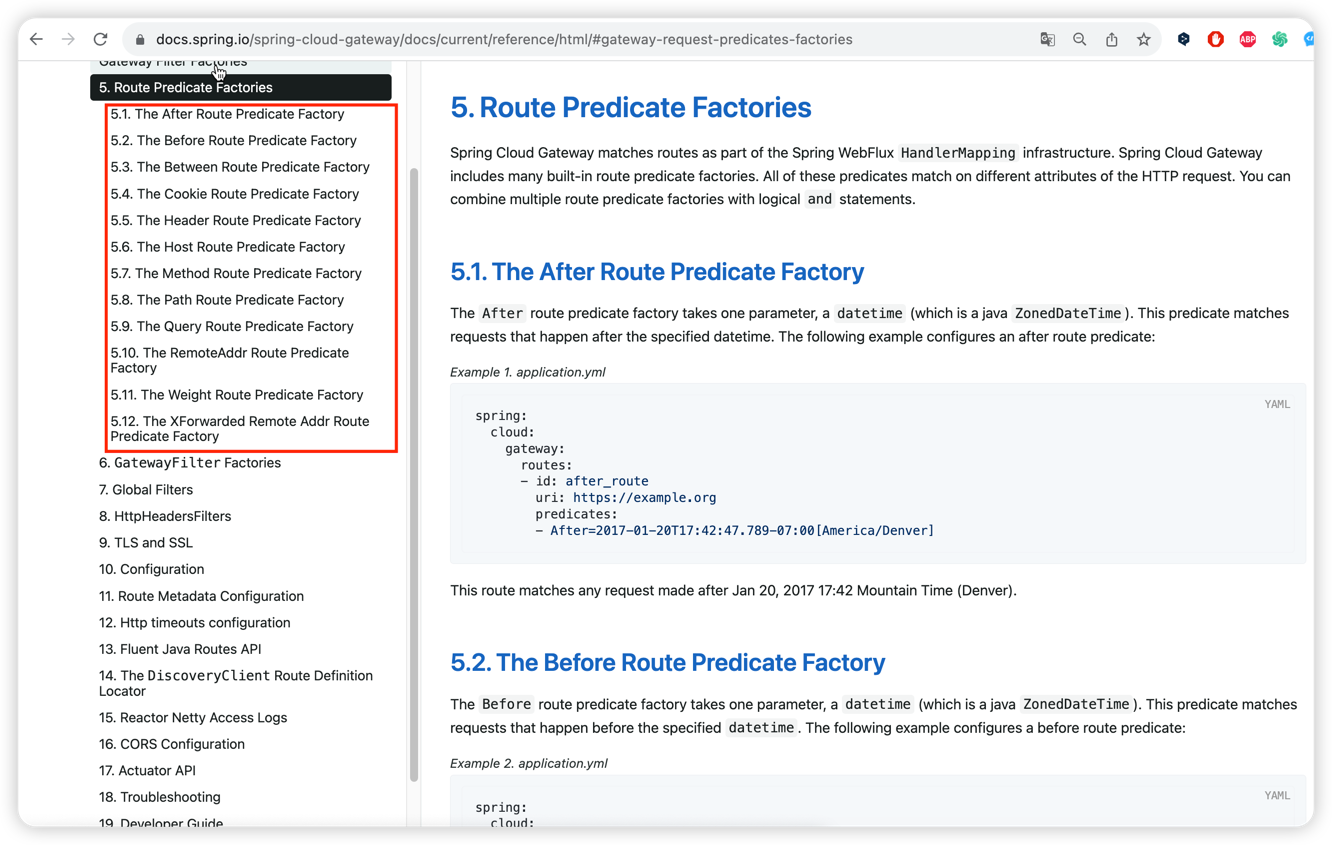 docs.spring.io/spring-cloud-gateway/docs/current/reference/html/#gateway-request-predicates-factories
ABP
Gateway Filter Factories
5. Route Predicate Factories
5.1. The After Route Predicate Factory
5.2. The Before Route Predicate Factory
5.3. The Between Route Predicate Factory
5.4. The Cookie Route Predicate Factory
5.5. The Header Route Predicate Factory
5.6. The Host Route Predicate Factory
5.7. The Method Route Predicate Factory
5.8. The Path Route Predicate Factory
5.9. The Query Route Predicate Factory
5.10. The RemoteAddr Route Predicate
Factory
5.11. The Weight Route Predicate Factory
5.12. The XForwarded Remote Addr Route
Predicate Factory
6. GatewayFilter Factories
7. Global Filters
8. HttpHeadersFilters
9. TLS and SSL
10. Configuration
11. Route Metadata Configuration
12. Http timeouts configuration
13. Fluent Java Routes API
14. The DiscoveryClient Route Definition
Locator
15. Reactor Netty Access Logs
16. CORS Configuration
17. Actuator API
18. Troubleshooting
19. Developer Guide
5. Route Predicate Factories
Spring Cloud Gateway matches routes as part of the Spring WebFlux HandlerMapping infrastructure. Spring Cloud Gateway
includes many built-in route predicate factories. All of these predicates match on different attributes of the HTTP request. You can
combine multiple route predicate factories with logical and statements.
5.1. The After Route Predicate Factory
The After route predicate factory takes one parameter, a datetime (which is a java ZonedDateTime). This predicate matches
requests that happen after the specified datetime. The following example configures an after route predicate:
Example 1. application.yml
YAML
spring:
  cloud:
    gateway:
      routes:
      - id: after_route
        uri: https://example.org
        predicates:
        - After=2017-01-20T17:42:47.789-07:00[America/Denver]
This route matches any request made after Jan 20, 2017 17:42 Mountain Time (Denver).
5.2. The Before Route Predicate Factory
The Before route predicate factory takes one parameter, a datetime (which is a java ZonedDateTime). This predicate matches
requests that happen before the specified datetime. The following example configures a before route predicate:
Example 2. application.yml
YAML
spring:
  cloud: